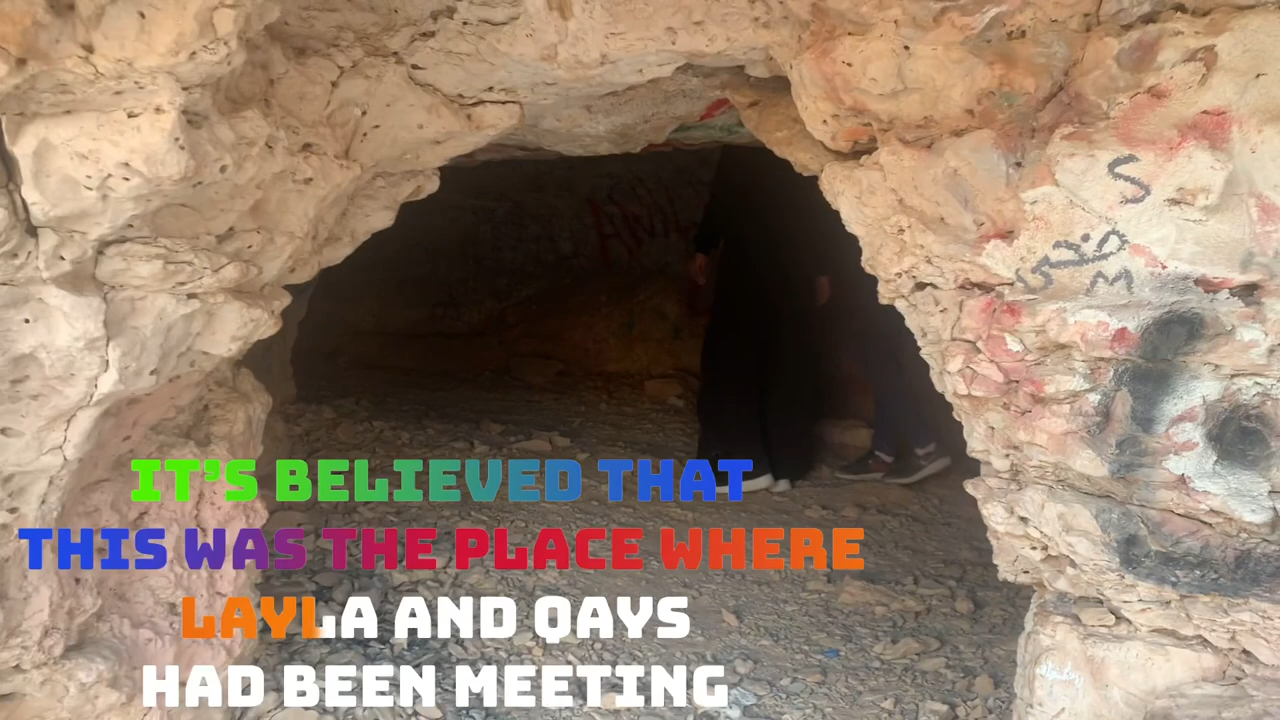 S
M
IT'S BELIEVED THAT
THIS WAS THE PLACE WHERE
LAYLA AND QAYS
HAD BEEN MEETING